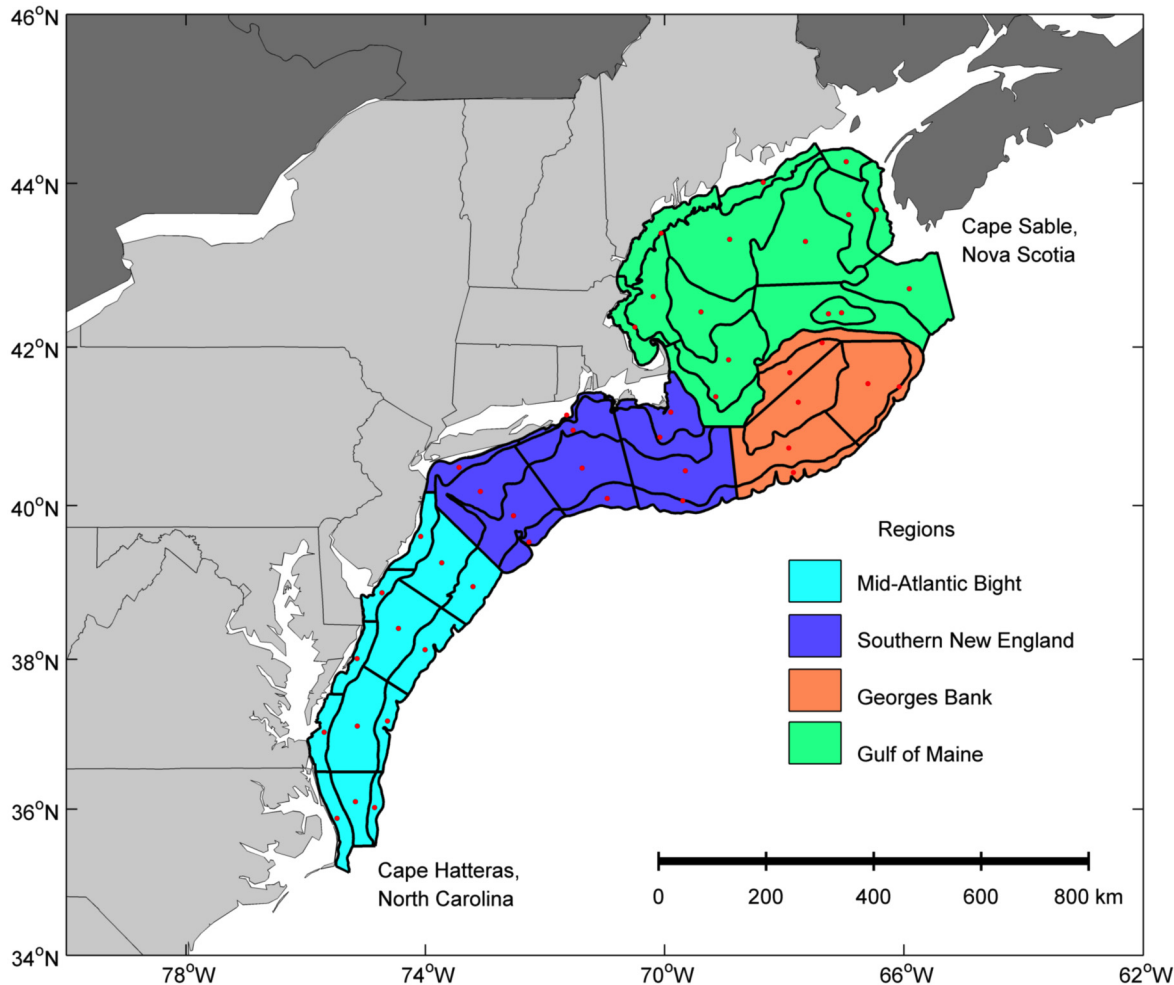 46°N
44°N
42°N
40°N
38°N
36°N
34°N
78°W
74°W
70°W
66°W
62°W
Cape Sable,
Nova Scotia
Regions
Mid-Atlantic Bight
Southern New England
Georges Bank
Gulf of Maine
Cape Hatteras,
North Carolina
0
200
400
600
800 km